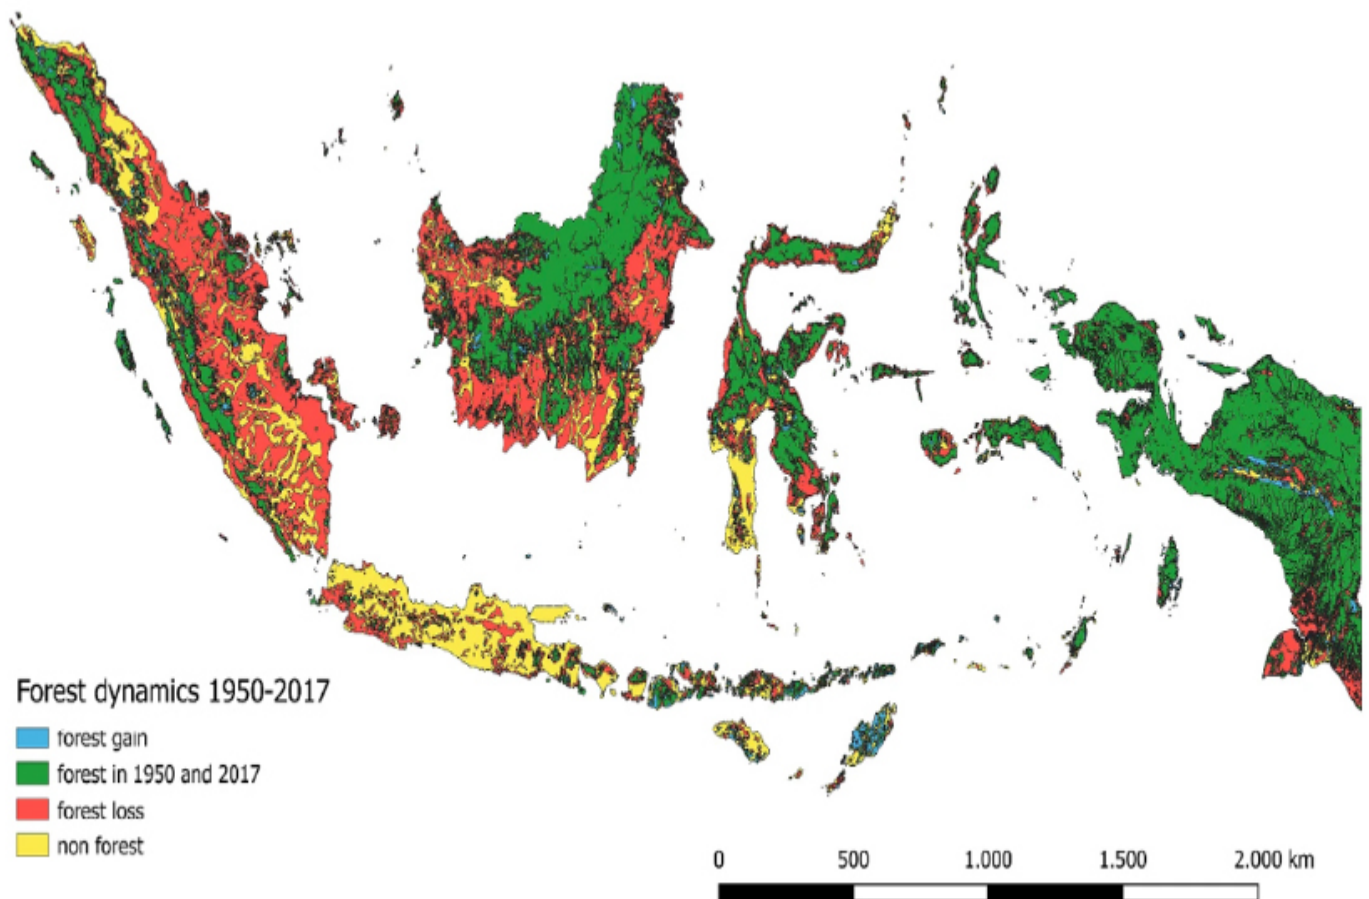 Forest dynamics 1950-2017
forest gain
forest in 1950 and 2017
forest loss
non forest
0 500 1.000 1.500 2.000 km